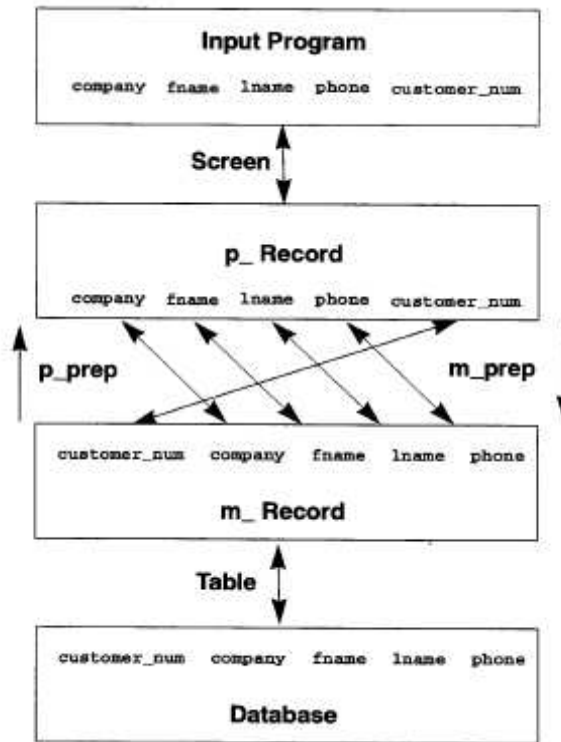 Input Program
company fname lname phone customer_num
Screen
p_ Record
company fname lname phone customer_num
p_prep m_prep
customer_num company fname lname phone
m_ Record
Table
customer_num company fname lname phone
Database